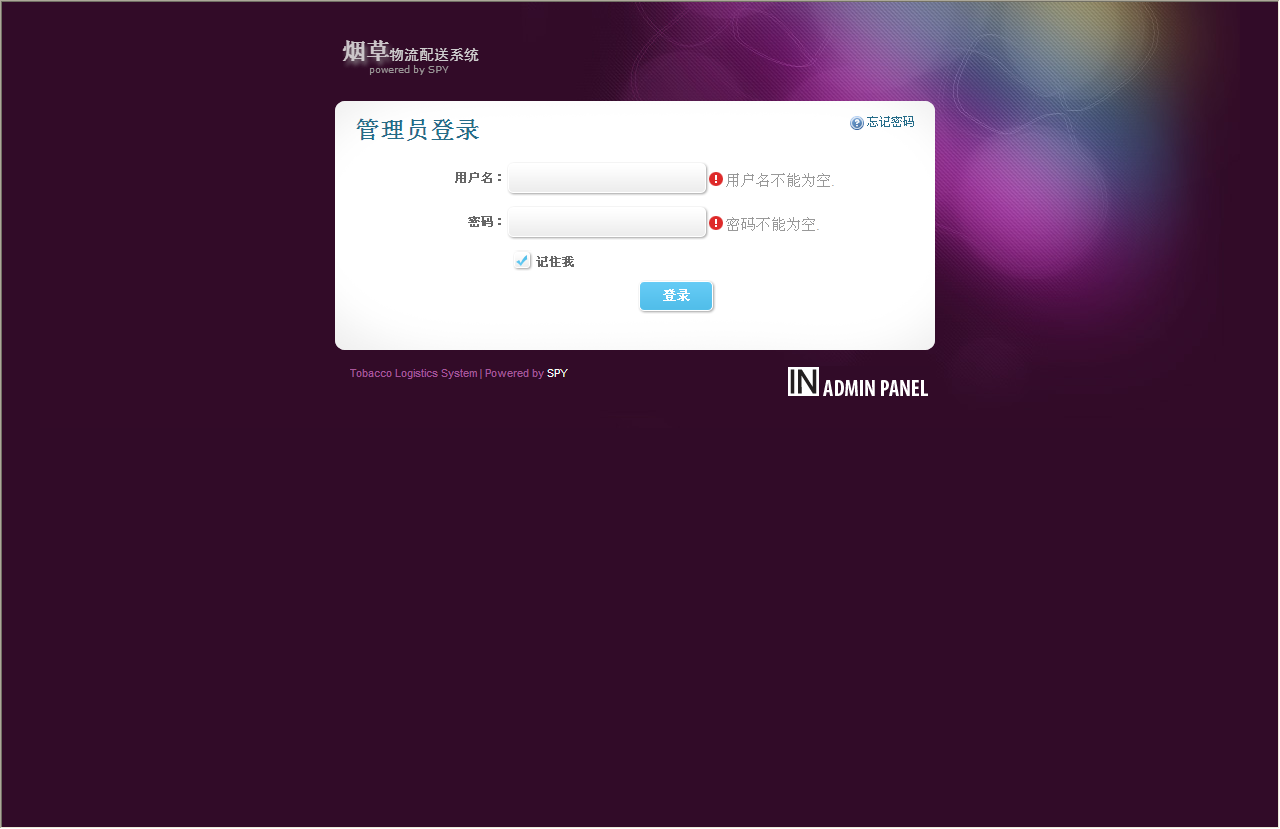 烟草物流配送系统
powered by SPY
管理员登录
忘记密码
用户名：
用户名不能为空.
密码：
密码不能为空.
记住我
登录
Tobacco Logistics System | Powered by SPY
IN ADMIN PANEL